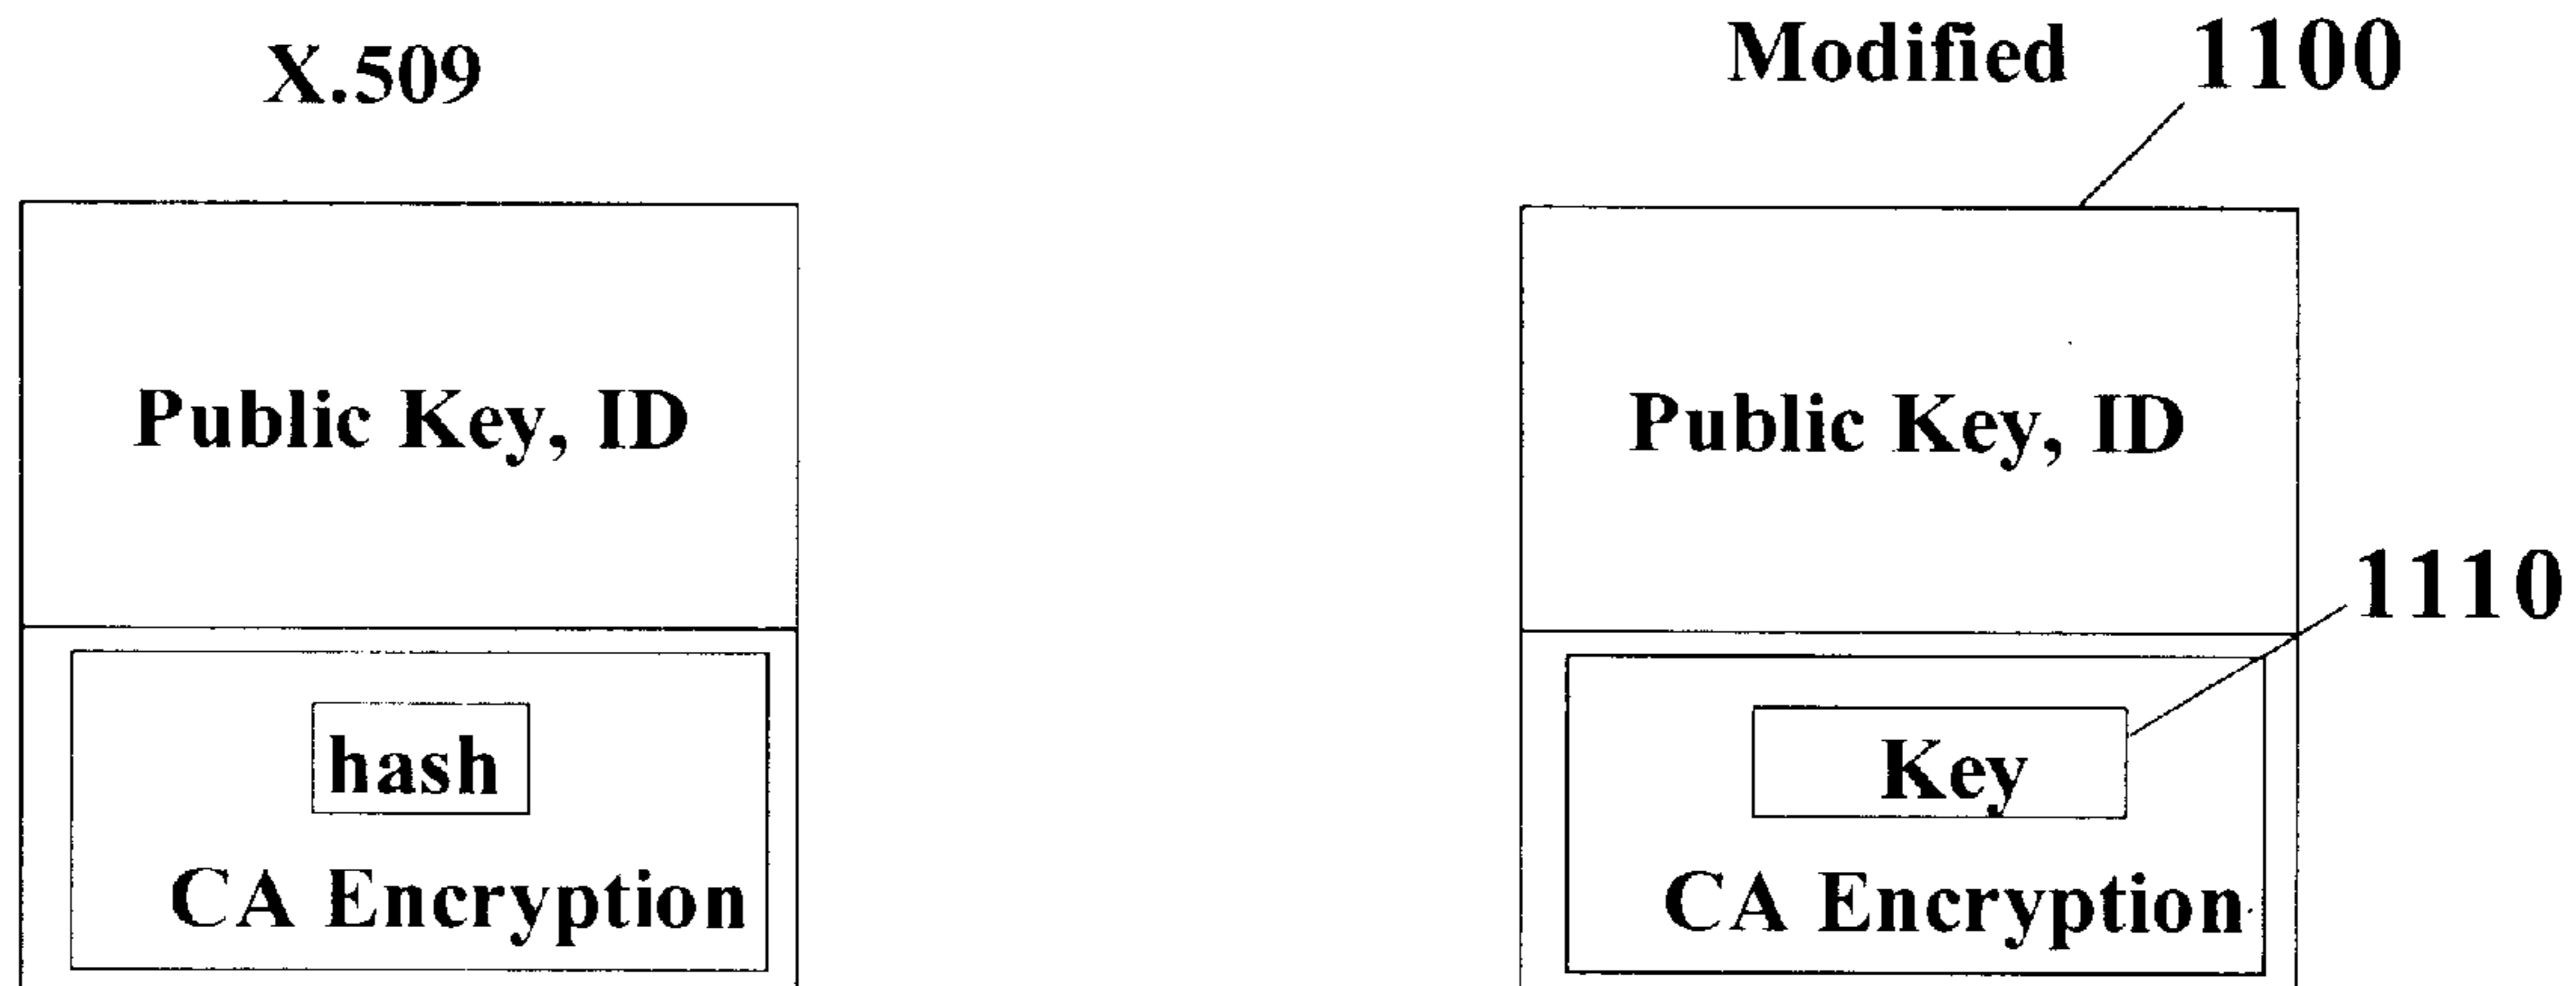 X.509
Modified 1100
Public Key, ID
Public Key, ID
1110
hash
CA Encryption
Key
CA Encryption